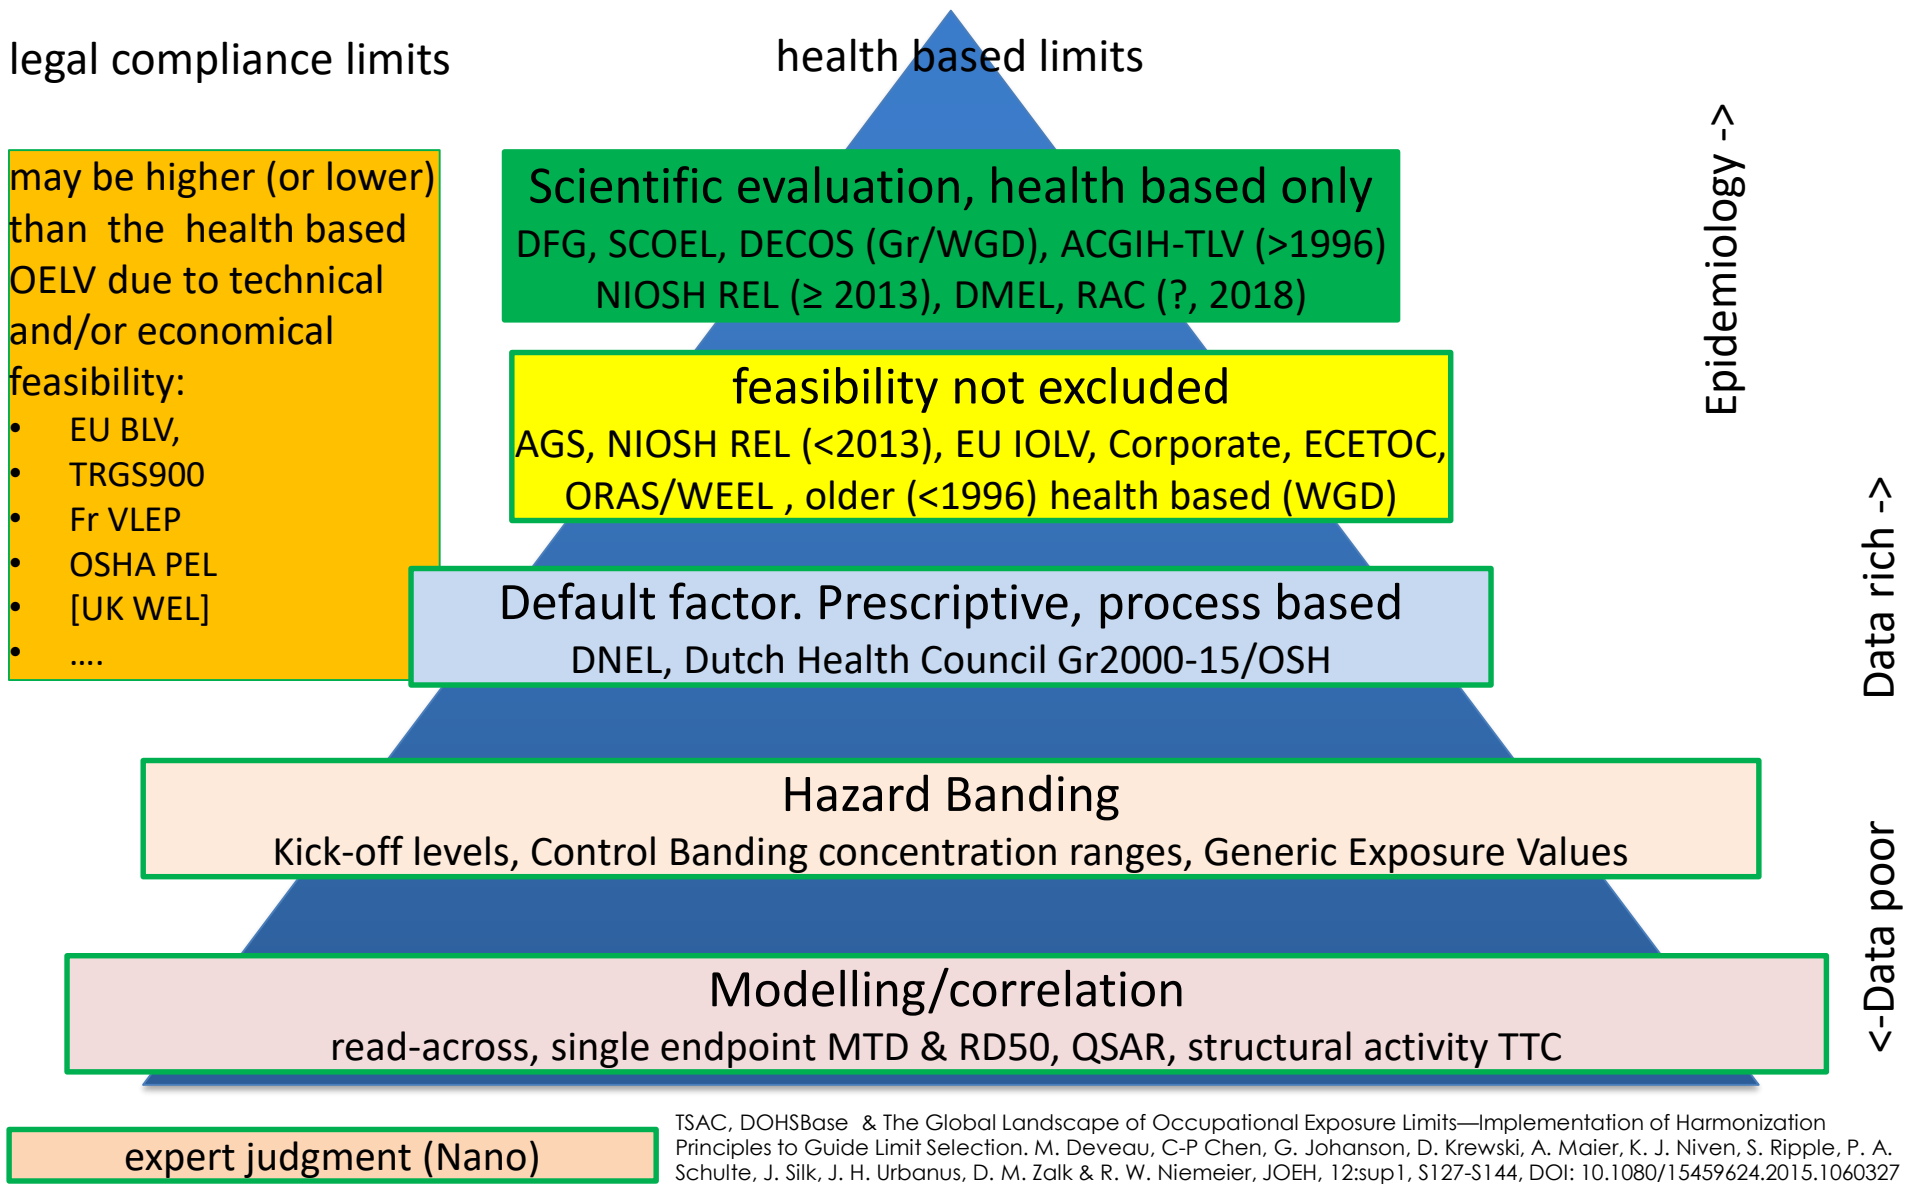 legal compliance limits
health based limits
may be higher (or lower)
than the health based
OELV due to technical
and/or economical
feasibility:
• EU BLV,
• TRGS900
• Fr VLEP
• OSHA PEL
• [UK WEL]
• ....
Scientific evaluation, health based only
DFG, SCOEL, DECOS (Gr/WGD), ACGIH-TLV (>1996)
NIOSH REL (≥ 2013), DMEL, RAC (?, 2018)
feasibility not excluded
AGS, NIOSH REL (<2013), EU IOLV, Corporate, ECETOC,
ORAS/WEEL , older (<1996) health based (WGD)
Default factor. Prescriptive, process based
DNEL, Dutch Health Council Gr2000-15/OSH
Hazard Banding
Kick-off levels, Control Banding concentration ranges, Generic Exposure Values
Modelling/correlation
read-across, single endpoint MTD & RD50, QSAR, structural activity TTC
Epidemiology ->
Data rich ->
<-Data poor
expert judgment (Nano)
TSAC, DOHSBase & The Global Landscape of Occupational Exposure Limits—Implementation of Harmonization
Principles to Guide Limit Selection. M. Deveau, C-P Chen, G. Johanson, D. Krewski, A. Maier, K. J. Niven, S. Ripple, P. A.
Schulte, J. Silk, J. H. Urbanus, D. M. Zalk & R. W. Niemeier, JOEH, 12:sup1, S127-S144, DOI: 10.1080/15459624.2015.1060327